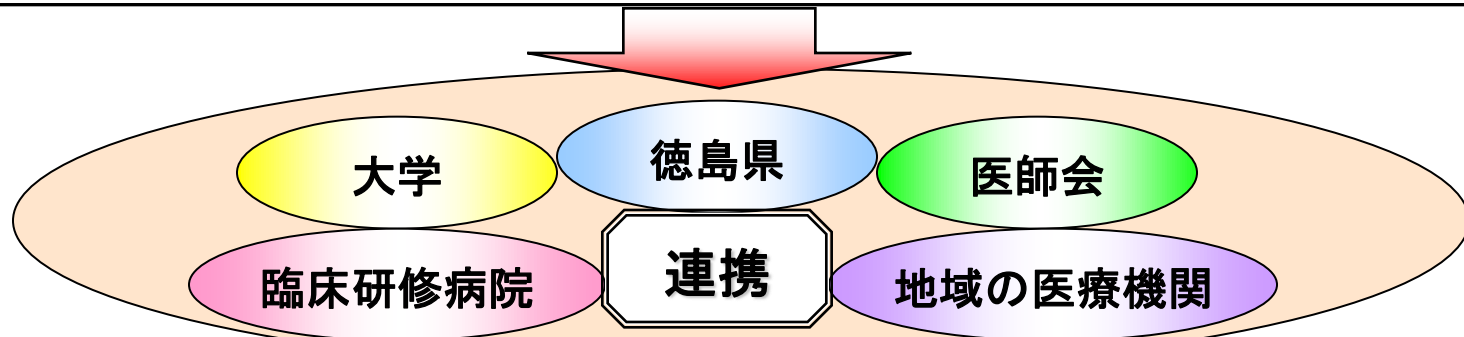 大学
徳島県
医師会
臨床研修病院
連携
地域の医療機関